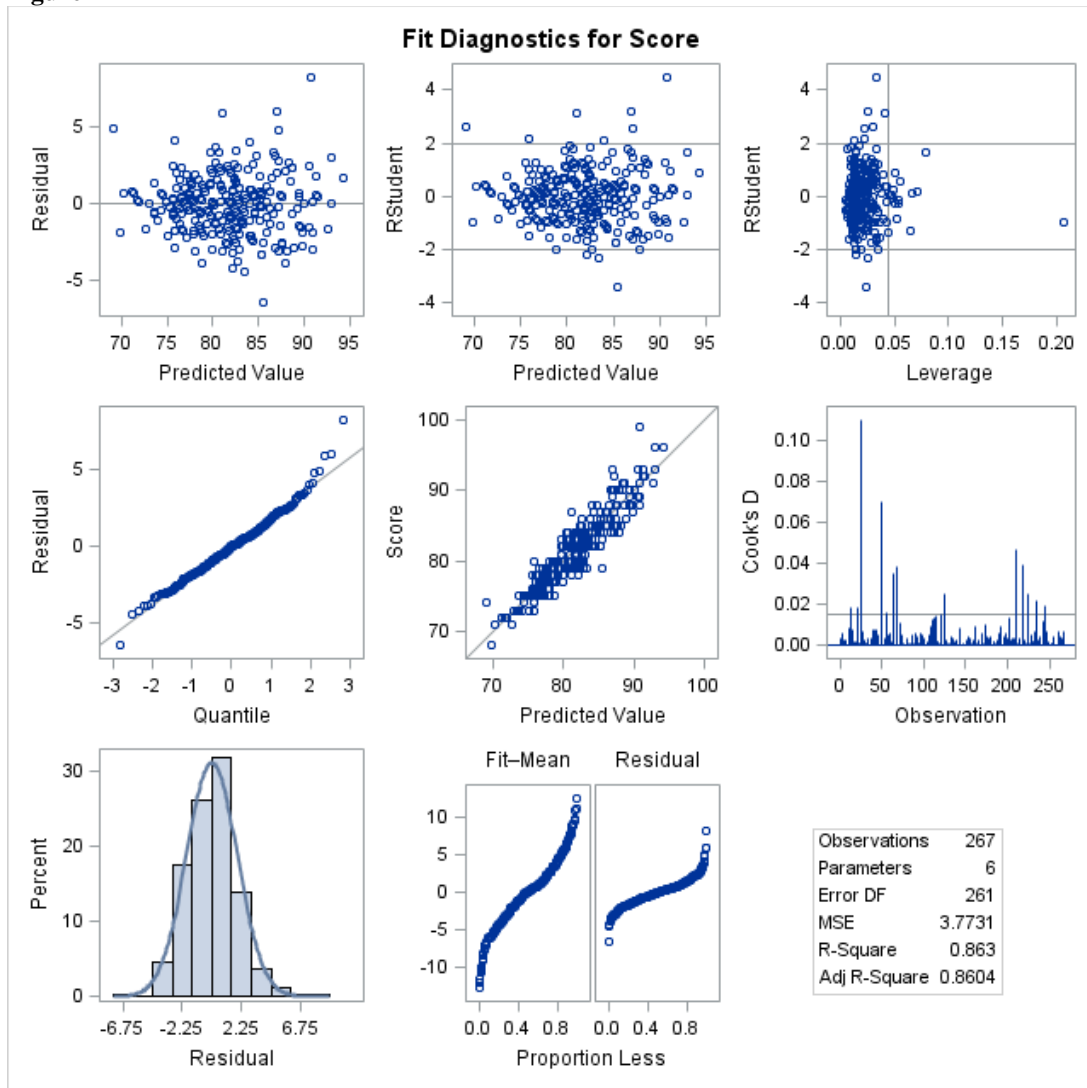 Fit Diagnostics for Score
5
0
-5
Residual
70 75 80 85 90 95
Predicted Value
4
2
0
-2
-4
RStudent
70 75 80 85 90 95
Predicted Value
4
2
0
-2
-4
RStudent
0.00 0.05 0.10 0.15 0.20
Leverage
5
0
-5
Residual
-3 -2 -1 0 1 2 3
Quantile
100
90
80
70
Score
70 80 90 100
Predicted Value
0.10
0.08
0.06
0.04
0.02
0.00
Cook's D
0 50 100 150 200 250
Observation
30
20
10
0
Percent
-6.75 -2.25 2.25 6.75
Residual
Fit–Mean Residual
10
5
0
-5
-10
0.0 0.4 0.8 0.0 0.4 0.8
Proportion Less
Observations 267
Parameters 6
Error DF 261
MSE 3.7731
R-Square 0.863
Adj R-Square 0.8604